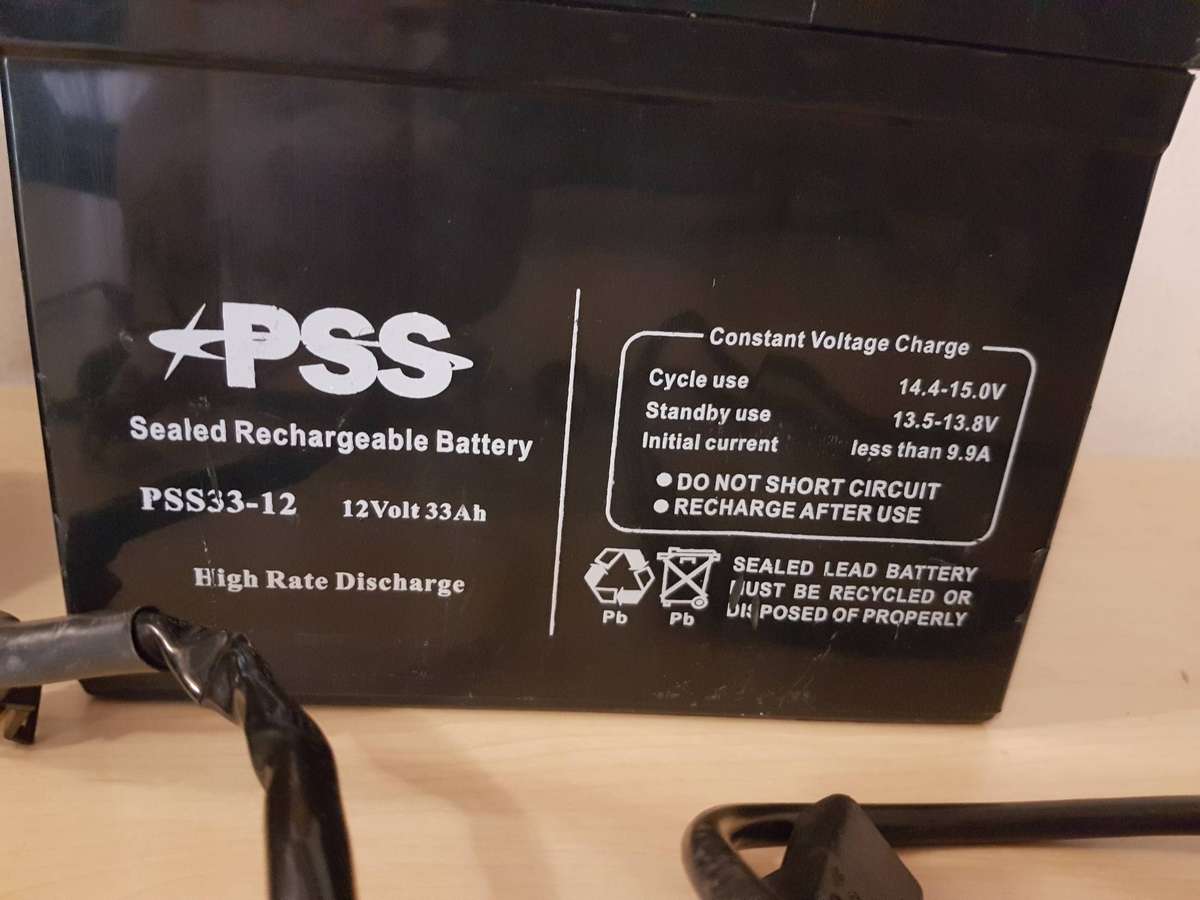 PSS
Sealed Rechargeable Battery
PSS33-12 12Volt 33Ah
High Rate Discharge
Constant Voltage Charge
Cycle use 14.4-15.0V
Standby use 13.5-13.8V
Initial current less than 9.9A
● DO NOT SHORT CIRCUIT
● RECHARGE AFTER USE
Pb Pb
SEALED LEAD BATTERY
MUST BE RECYCLED OR
DISPOSED OF PROPERLY